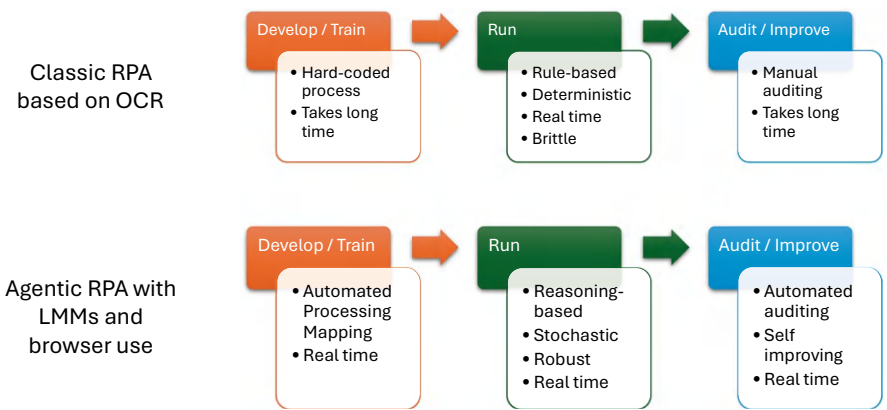 Classic RPA
based on OCR
Develop / Train
• Hard-coded
process
• Takes long
time
Run
• Rule-based
• Deterministic
• Real time
• Brittle
Audit / Improve
• Manual
auditing
• Takes long
time
Agentic RPA with
LMMs and
browser use
Develop / Train
• Automated
Processing
Mapping
• Real time
Run
• Reasoning-
based
• Stochastic
• Robust
• Real time
Audit / Improve
• Automated
auditing
• Self
improving
• Real time